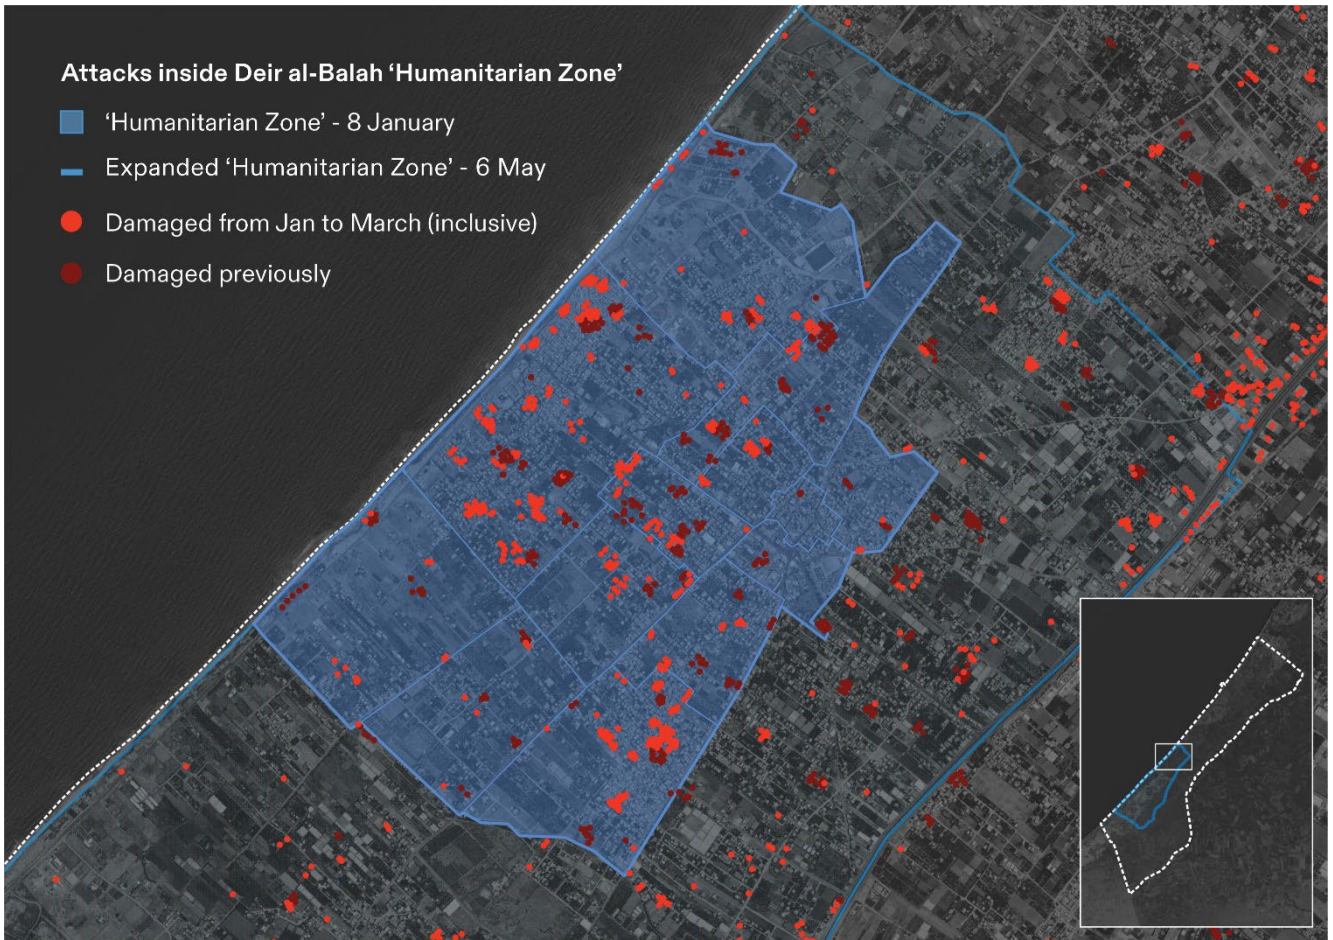 Attacks inside Deir al-Balah ‘Humanitarian Zone’
‘Humanitarian Zone’ - 8 January
Expanded ‘Humanitarian Zone’ - 6 May
Damaged from Jan to March (inclusive)
Damaged previously